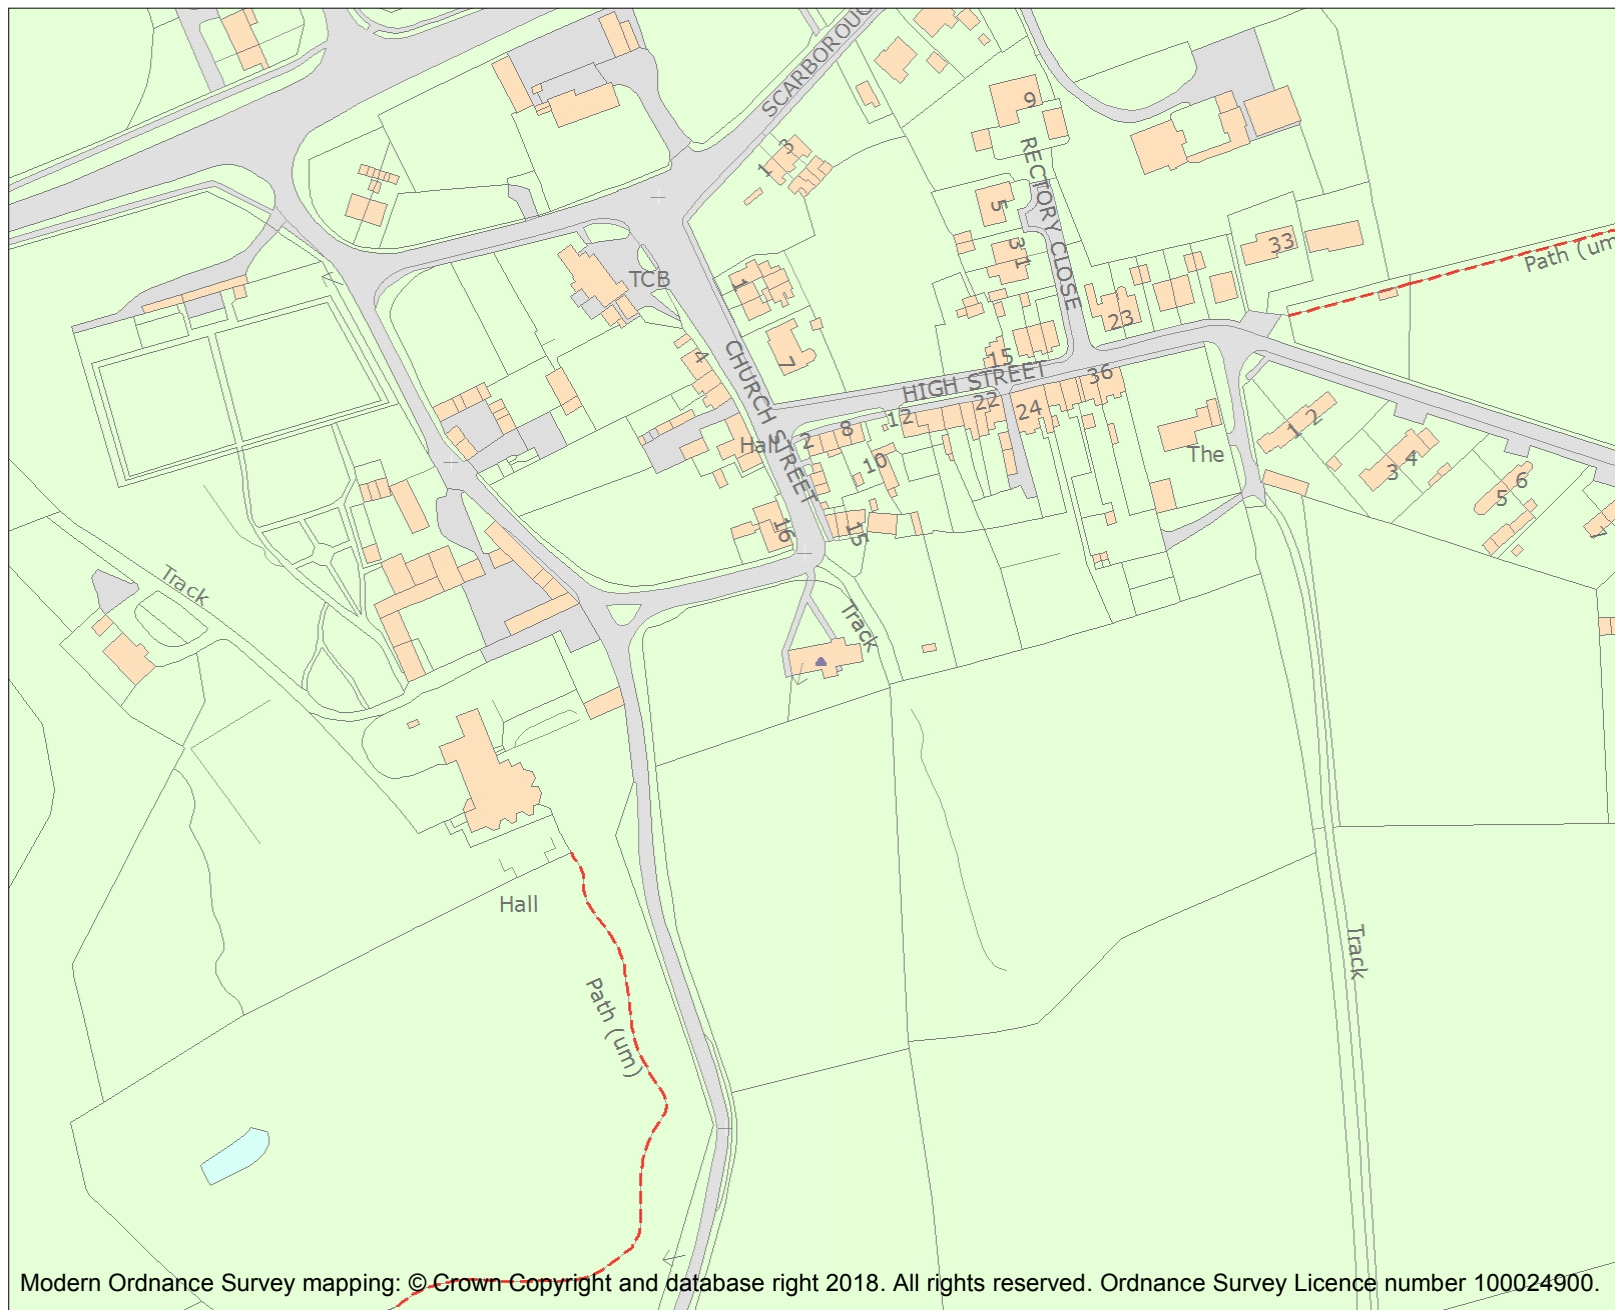 SCARBOROUG
3
1
9
RECTORY CLOSE
5
31
33
Path (um
TCB
1
23
4
CHURCH STREET
7
15
HIGH STREET
36
22
24
12
8
2
Hall
10
The
1 2
3 4
5 6
7
16
15
Track
Track
Hall
Path (um)
Track
Modern Ordnance Survey mapping: © Crown Copyright and database right 2018. All rights reserved. Ordnance Survey Licence number 100024900.